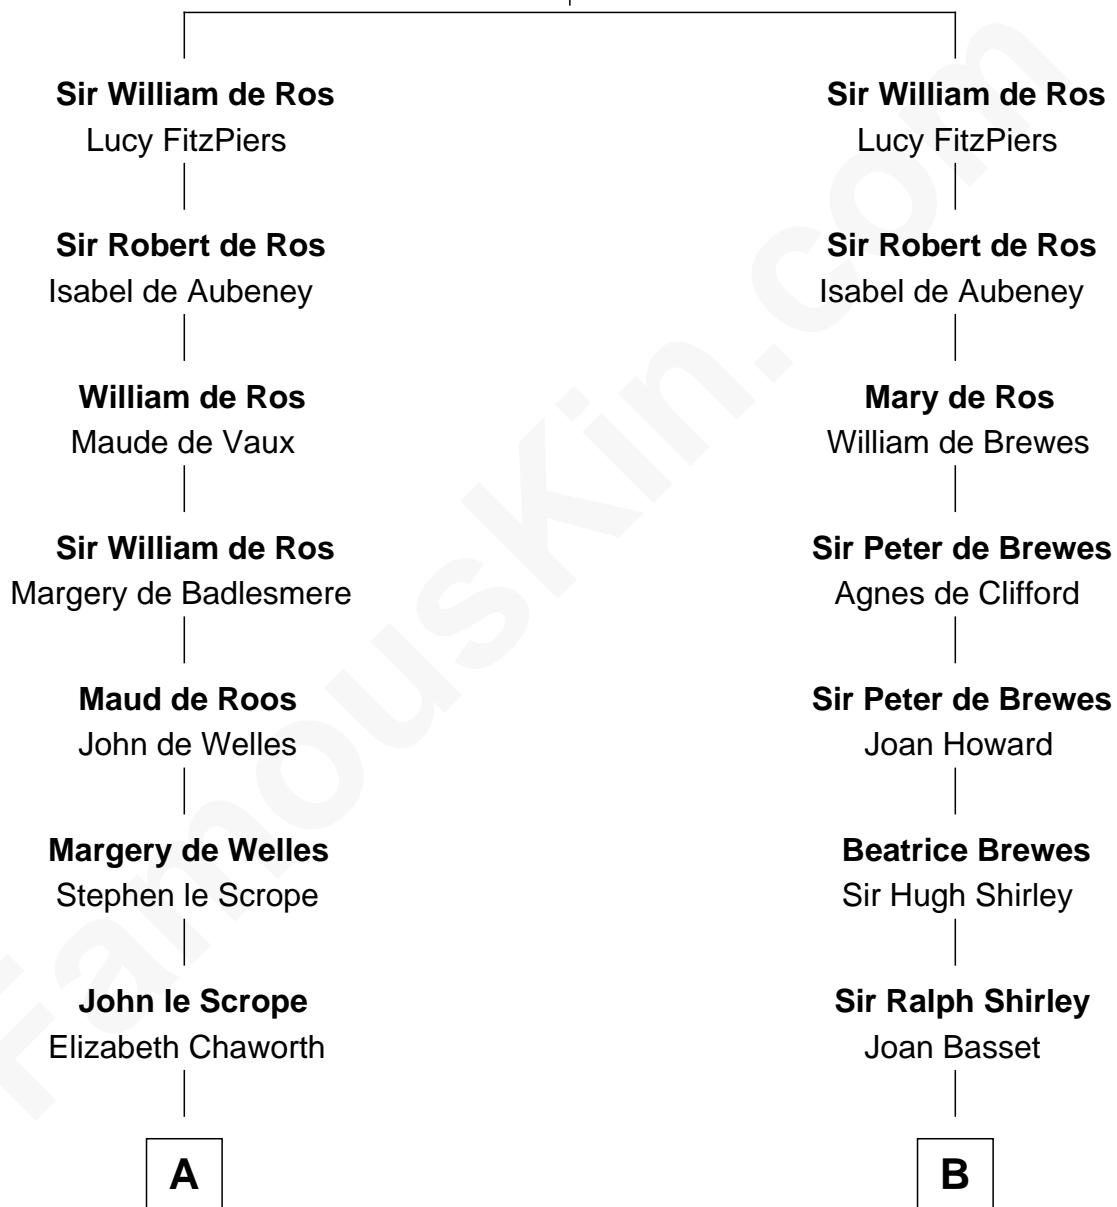 Sir William de Ros
Lucy FitzPiers
Sir Robert de Ros
Isabel de Aubeney
William de Ros
Maude de Vaux
Sir William de Ros
Margery de Badlesmere
Maud de Roos
John de Welles
Margery de Welles
Stephen le Scrope
John le Scrope
Elizabeth Chaworth
A
Sir William de Ros
Lucy FitzPiers
Sir Robert de Ros
Isabel de Aubeney
Mary de Ros
William de Brewes
Sir Peter de Brewes
Agnes de Clifford
Sir Peter de Brewes
Joan Howard
Beatrice Brewes
Sir Hugh Shirley
Sir Ralph Shirley
Joan Basset
B
FamousKin.com